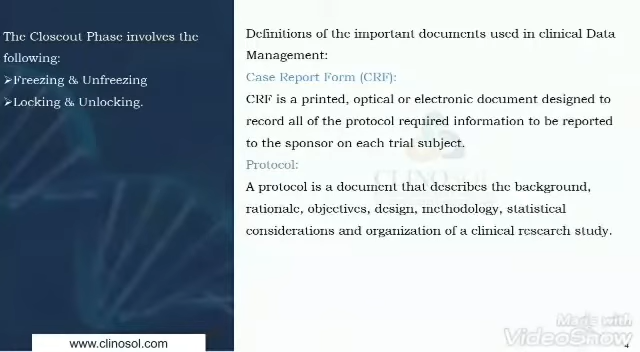 The Closeout Phase involves the
following:
➢Freezing & Unfreezing
➢Locking & Unlocking.
www.clinosol.com
Definitions of the important documents used in clinical Data
Management:
Case Report Form (CRF):
CRF is a printed, optical or electronic document designed to
record all of the protocol required information to be reported
to the sponsor on each trial subject.
Protocol:
A protocol is a document that describes the background,
rationale, objectives, design, methodology, statistical
considerations and organization of a clinical research study.
CLINOSOL
Made with
VideoShow
4